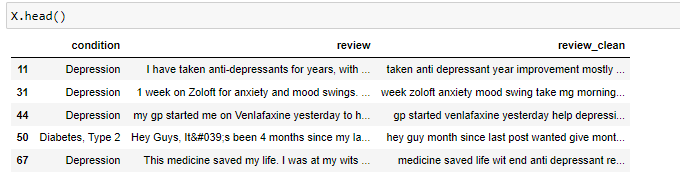 X.head()
condition review review_clean
11 Depression I have taken anti-depressants for years, with ... taken anti depressant year improvement mostly ...
31 Depression 1 week on Zoloft for anxiety and mood swings. ... week zoloft anxiety mood swing take mg morning...
44 Depression my gp started me on Venlafaxine yesterday to h... gp started venlafaxine yesterday help depressi...
50 Diabetes, Type 2 Hey Guys, It&#039;s been 4 months since my la... hey guy month since last post wanted give mont...
67 Depression This medicine saved my life. I was at my wits ... medicine saved life wit end anti depressant re...